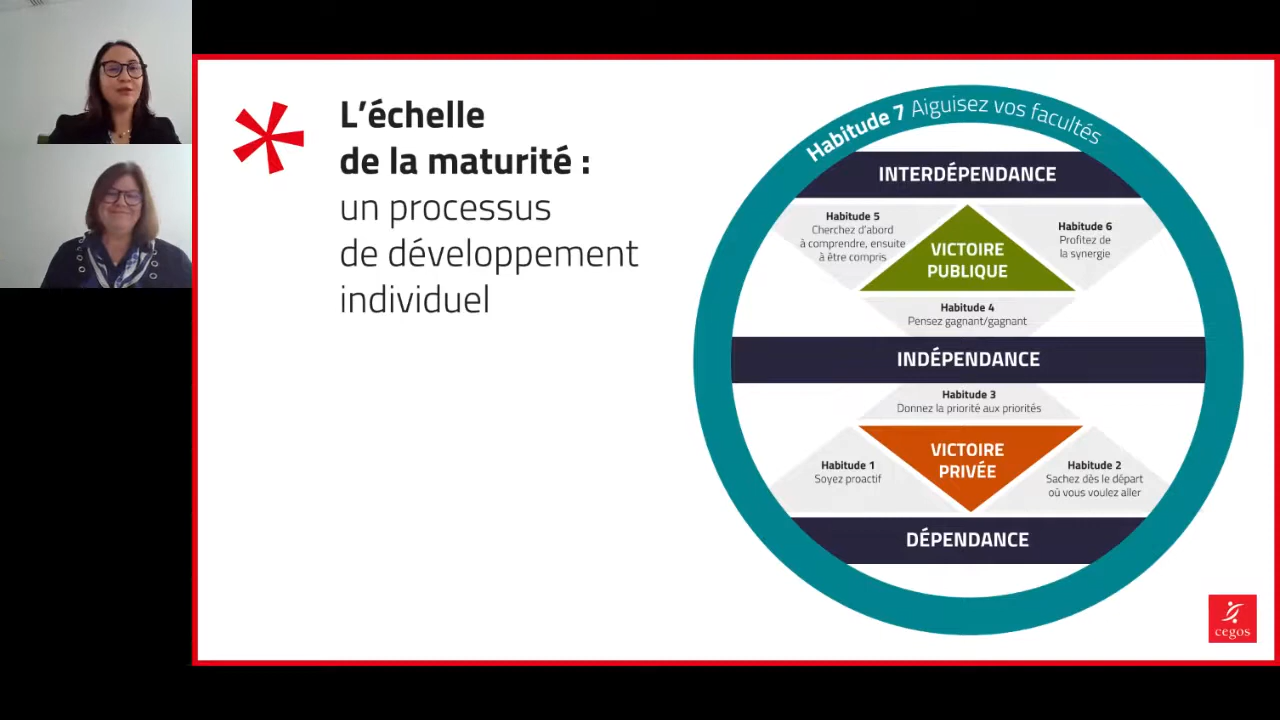 L'échelle
de la maturité :
un processus
de développement
individuel
Habitude 7 Aiguisez vos facultés
INTERDÉPENDANCE
Habitude 5
Cherchez d'abord
à comprendre, ensuite
à être compris
VICTOIRE
PUBLIQUE
Habitude 6
Profitez de
la synergie
Habitude 4
Pensez gagnant/gagnant
INDÉPENDANCE
Habitude 3
Donnez la priorité aux priorités
VICTOIRE
PRIVÉE
Habitude 1
Soyez proactif
Habitude 2
Sachez dès le départ
où vous voulez aller
DÉPENDANCE
cegos